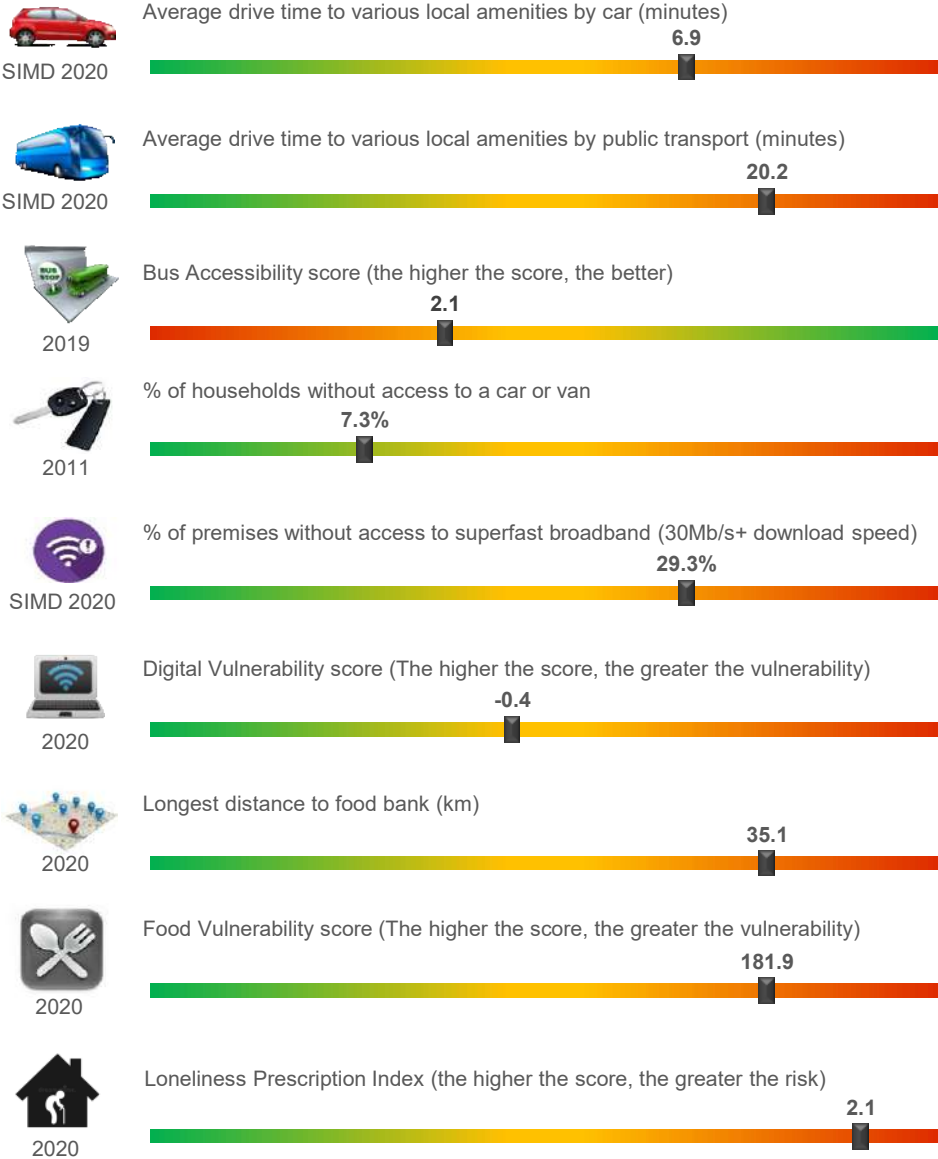 Average drive time to various local amenities by car (minutes)
6.9
SIMD 2020
Average drive time to various local amenities by public transport (minutes)
20.2
SIMD 2020
BUS
STOP
Bus Accessibility score (the higher the score, the better)
2.1
2019
% of households without access to a car or van
7.3%
2011
% of premises without access to superfast broadband (30Mb/s+ download speed)
29.3%
SIMD 2020
Digital Vulnerability score (The higher the score, the greater the vulnerability)
-0.4
2020
Longest distance to food bank (km)
35.1
2020
Food Vulnerability score (The higher the score, the greater the vulnerability)
181.9
2020
Loneliness Prescription Index (the higher the score, the greater the risk)
2.1
2020